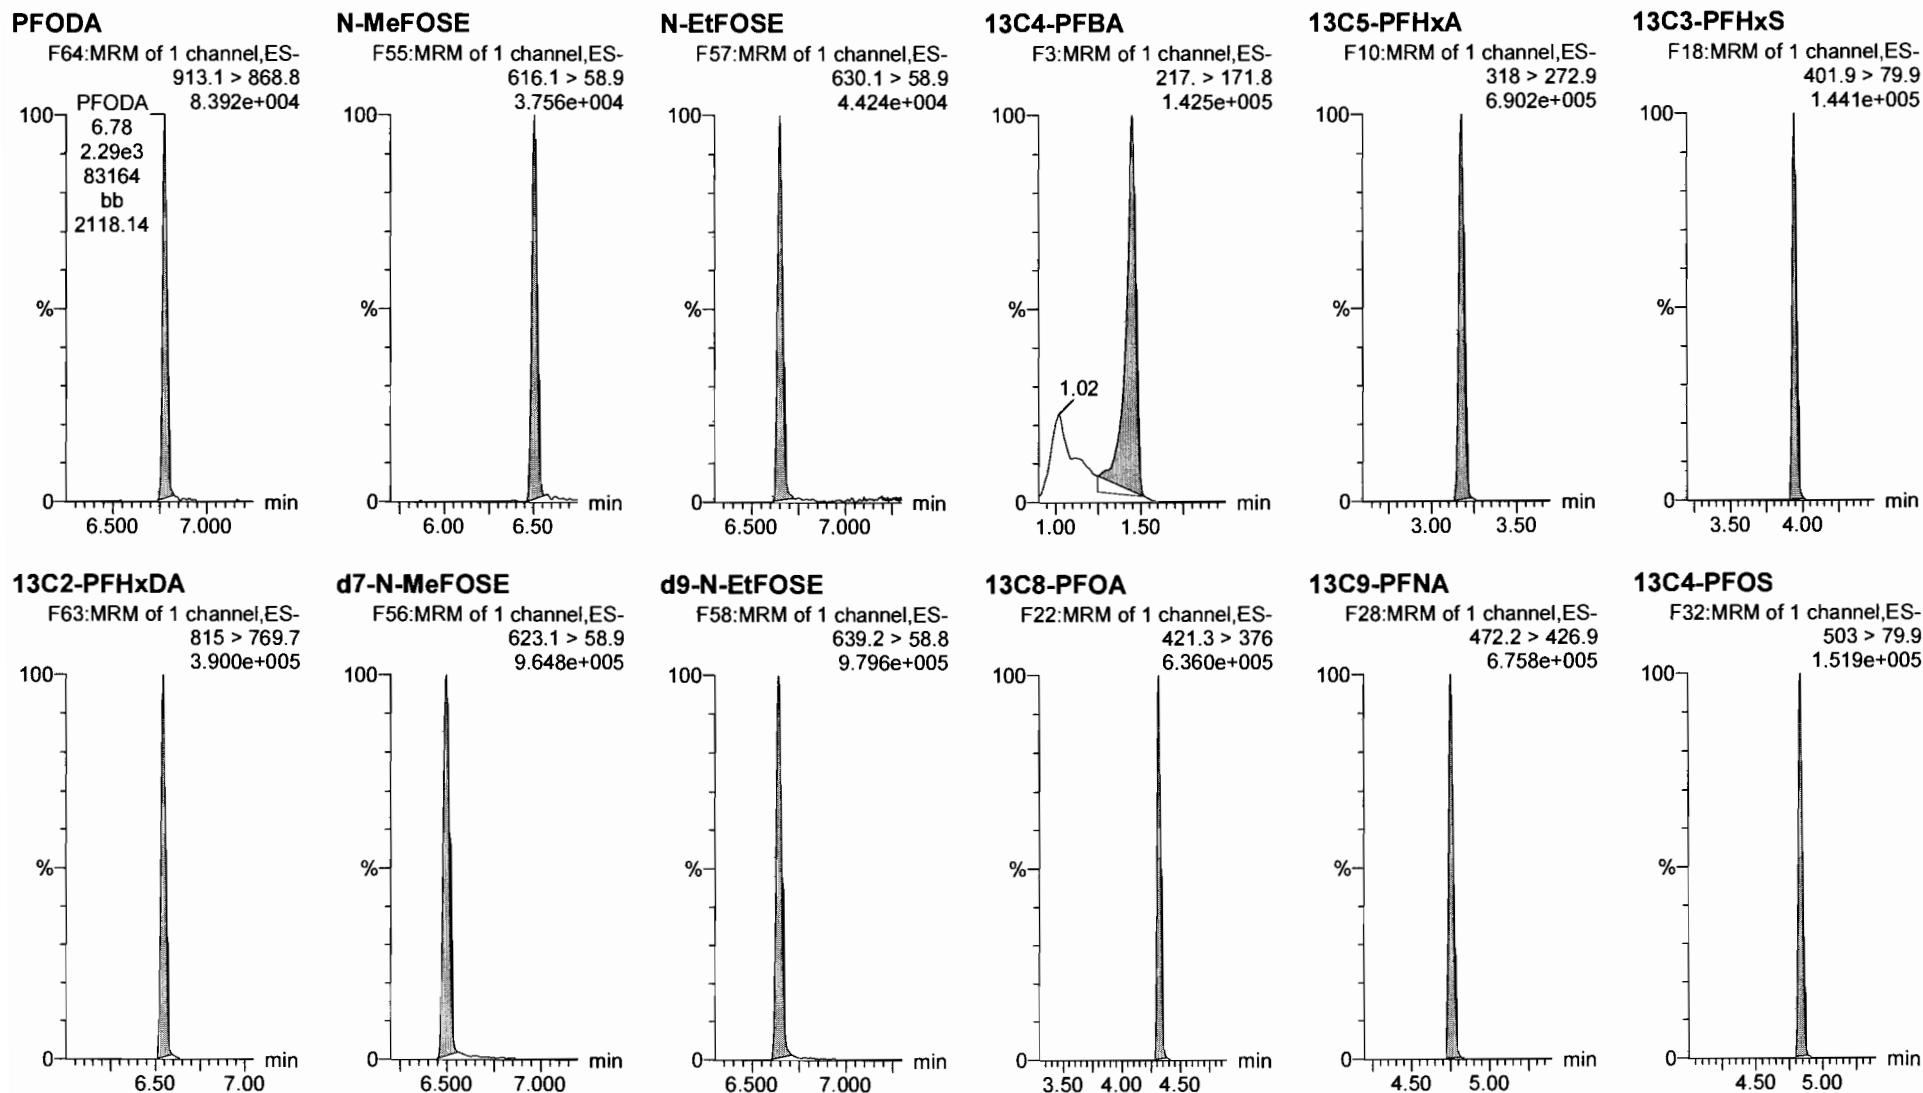 PFODA
F64:MRM of 1 channel,ES-
913.1 > 868.8
8.392e+004
PFODA
6.78
2.29e3
83164
bb
2118.14
100
%
0
min
6.500 7.000
N-MeFOSE
F55:MRM of 1 channel,ES-
616.1 > 58.9
3.756e+004
100
%
0
min
6.00 6.50
N-EtFOSE
F57:MRM of 1 channel,ES-
630.1 > 58.9
4.424e+004
100
%
0
min
6.500 7.000
13C4-PFBA
F3:MRM of 1 channel,ES-
217. > 171.8
1.425e+005
100
1.02
%
0
min
1.00 1.50
13C5-PFHxA
F10:MRM of 1 channel,ES-
318 > 272.9
6.902e+005
100
%
0
min
3.00 3.50
13C3-PFHxS
F18:MRM of 1 channel,ES-
401.9 > 79.9
1.441e+005
100
%
0
min
3.50 4.00
13C2-PFHxDA
F63:MRM of 1 channel,ES-
815 > 769.7
3.900e+005
100
%
0
min
6.50 7.00
d7-N-MeFOSE
F56:MRM of 1 channel,ES-
623.1 > 58.9
9.648e+005
100
%
0
min
6.500 7.000
d9-N-EtFOSE
F58:MRM of 1 channel,ES-
639.2 > 58.8
9.796e+005
100
%
0
min
6.500 7.000
13C8-PFOA
F22:MRM of 1 channel,ES-
421.3 > 376
6.360e+005
100
%
0
min
3.50 4.00 4.50
13C9-PFNA
F28:MRM of 1 channel,ES-
472.2 > 426.9
6.758e+005
100
%
0
min
4.50 5.00
13C4-PFOS
F32:MRM of 1 channel,ES-
503 > 79.9
1.519e+005
100
%
0
min
4.50 5.00